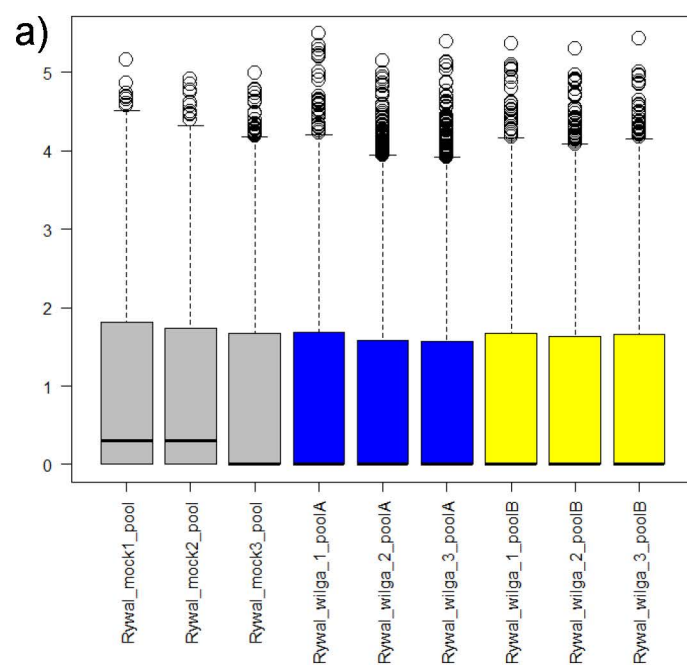 a)
5
4
3
2
1
0
Rywal_mock1_pool
Rywal_mock2_pool
Rywal_mock3_pool
Rywal_wilga_1_poolA
Rywal_wilga_2_poolA
Rywal_wilga_3_poolA
Rywal_wilga_1_poolB
Rywal_wilga_2_poolB
Rywal_wilga_3_poolB